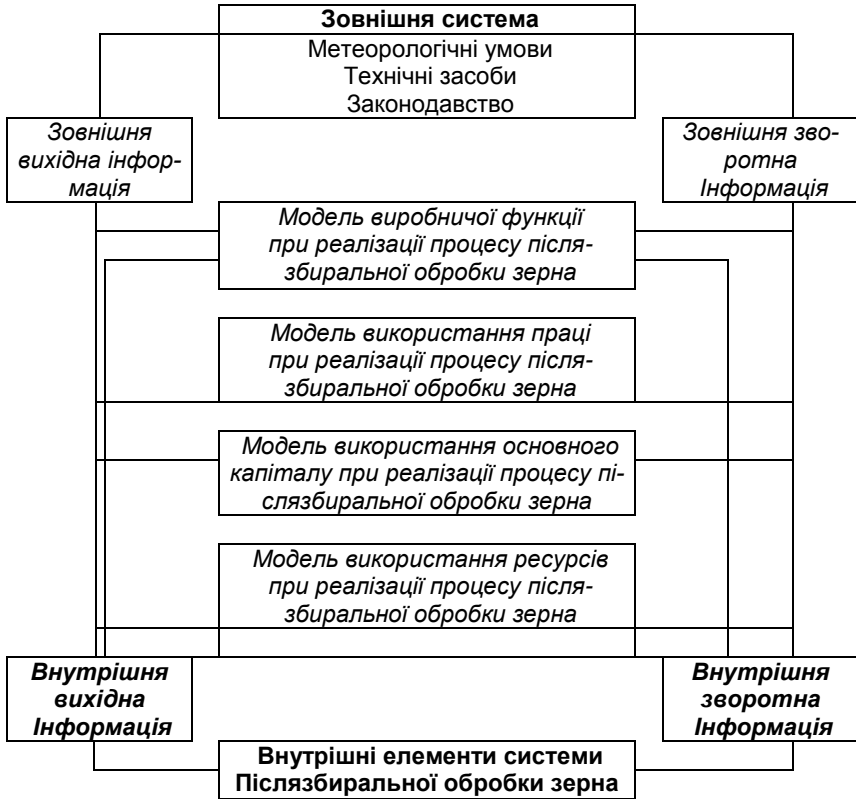 Зовнішня система
Метеорологічні умови
Технічні засоби
Законодавство
Зовнішня
вихідна інфор-
мація
Зовнішня зво-
ротна
Інформація
Модель виробничої функції
при реалізації процесу після-
збиральної обробки зерна
Модель використання праці
при реалізації процесу після-
збиральної обробки зерна
Модель використання основного
капіталу при реалізації процесу пі-
слязбиральної обробки зерна
Модель використання ресурсів
при реалізації процесу після-
збиральної обробки зерна
Внутрішня
вихідна
Інформація
Внутрішня
зворотна
Інформація
Внутрішні елементи системи
Післязбиральної обробки зерна